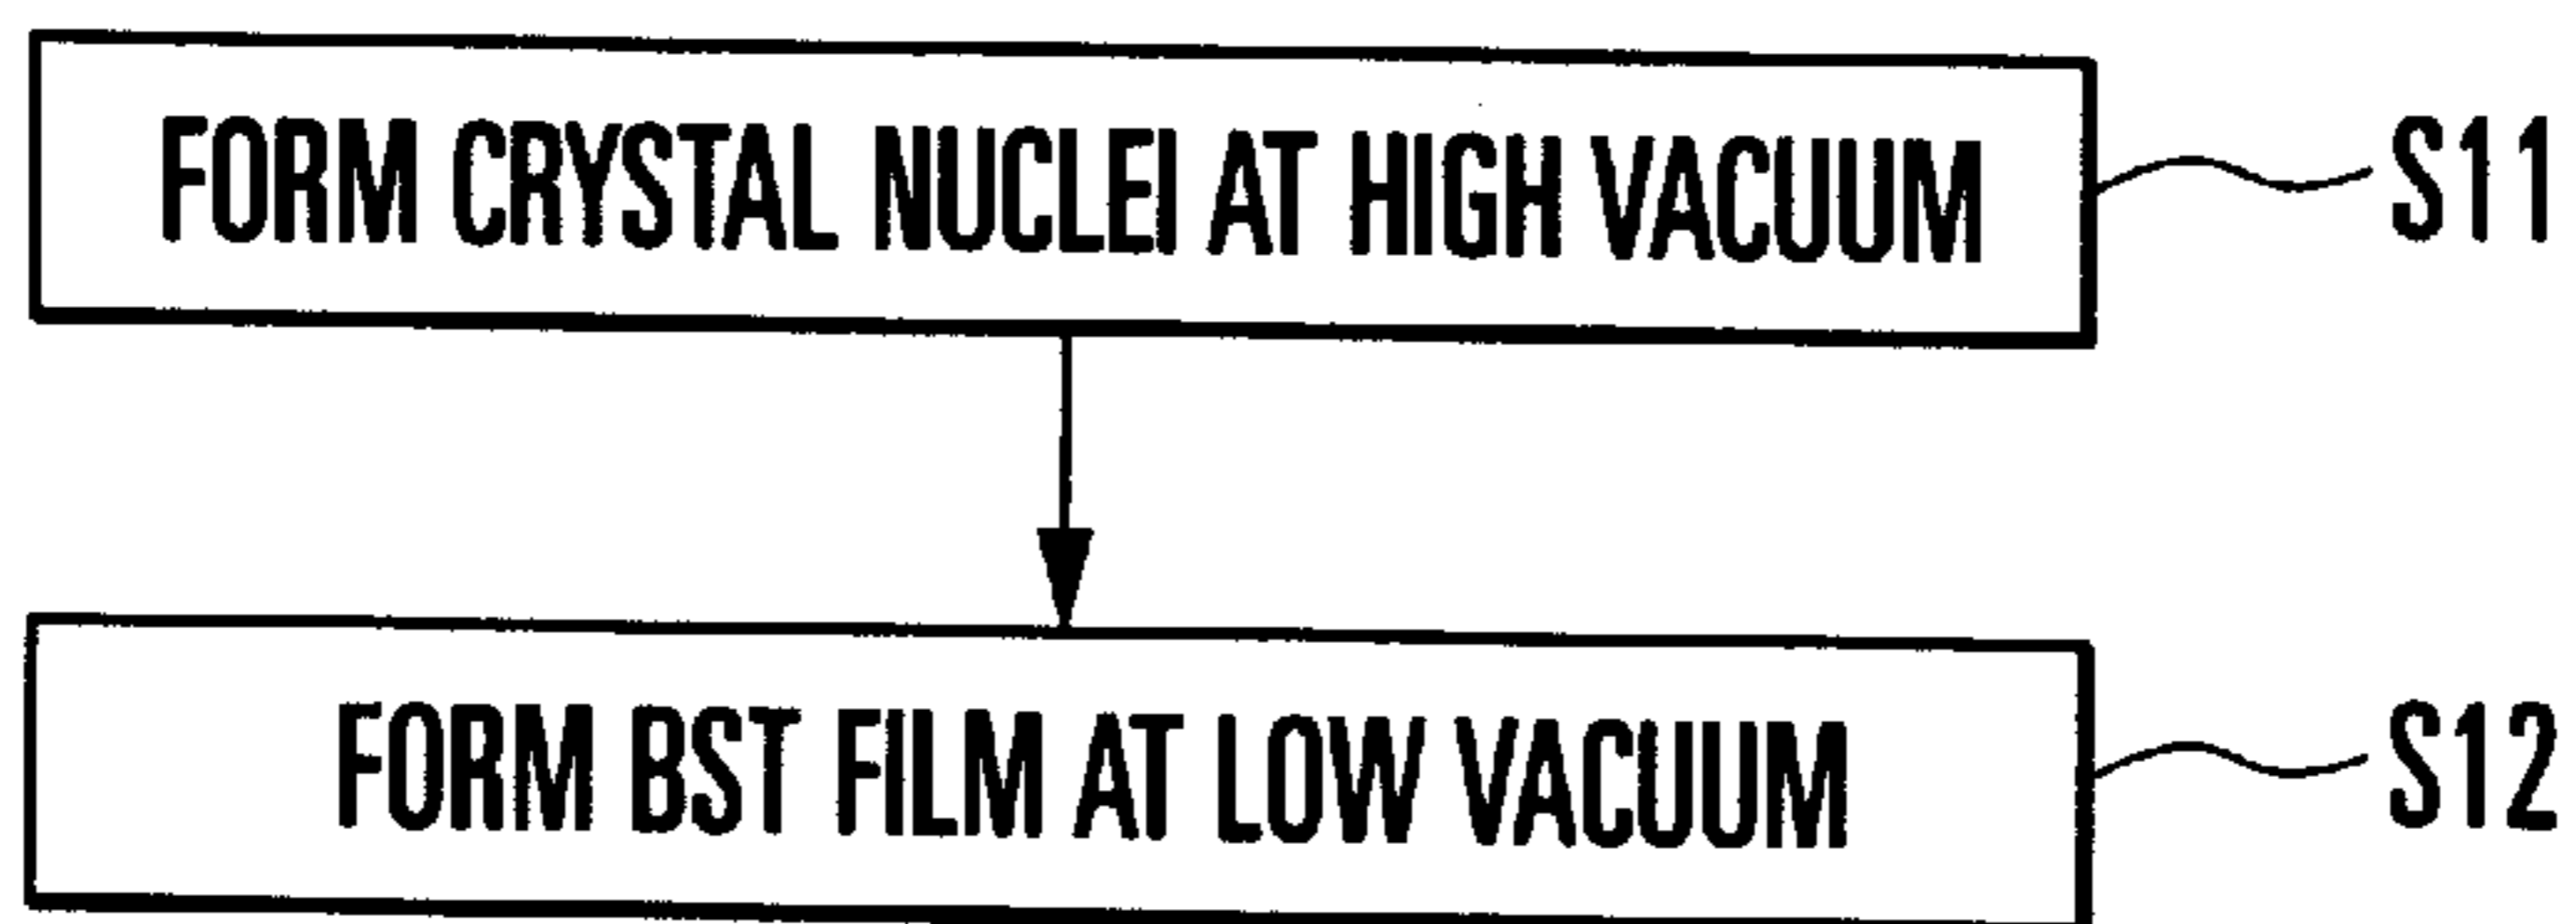 FORM CRYSTAL NUCLEI AT HIGH VACUUM S11
FORM BST FILM AT LOW VACUUM S12